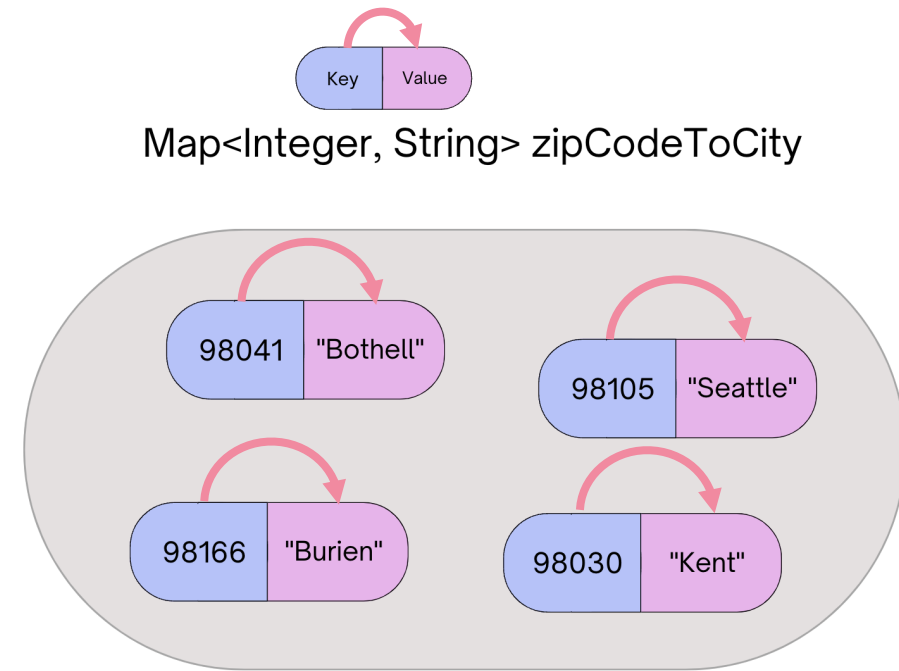 Key Value
Map<Integer, String> zipCodeToCity
98041 "Bothell"
98105 "Seattle"
98166 "Burien"
98030 "Kent"